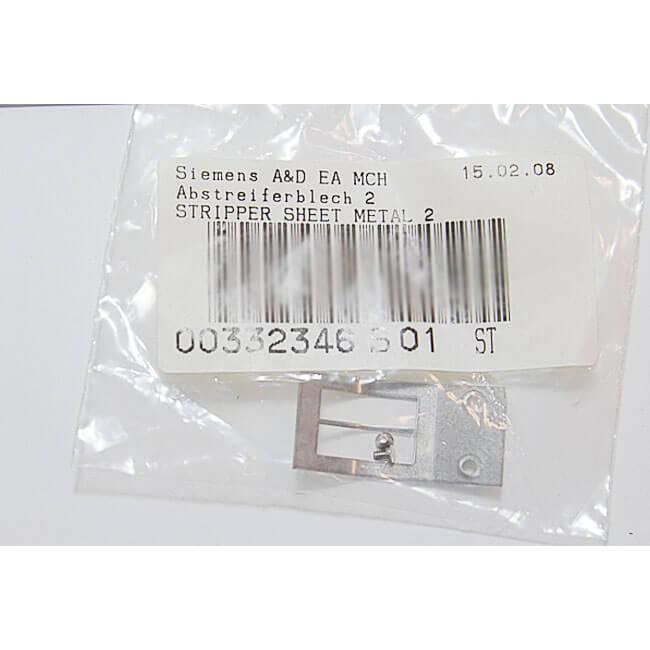 Siemens A&D EA MCH 15.02.08
Abstreiferblech 2
STRIPPER SHEET METAL 2
00332346 S 01 ST